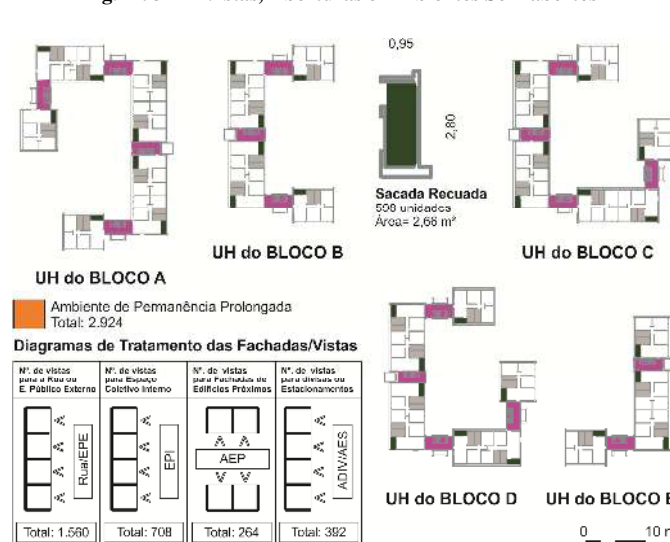 0,95
2,80
Sacada Recuada
598 unidades
Área= 2,68 m²
UH do BLOCO A
UH do BLOCO B
UH do BLOCO C
Ambiente de Permanência Prolongada
Total: 2.924
Diagramas de Tratamento das Fachadas/Vistas
Nº. de vistas
para a Rua ou
E. Público Externo
Nº. de vistas
para Espaço
Coletivo Interno
Nº. de vistas
para Fachadas de
Edifícios Próximos
Nº. de vistas
para divisas ou
Estacionamentos
Rua/EPE
EPI
AEP
ADIV/AES
Total: 1.560
Total: 708
Total: 264
Total: 392
UH do BLOCO D
UH do BLOCO
0
10